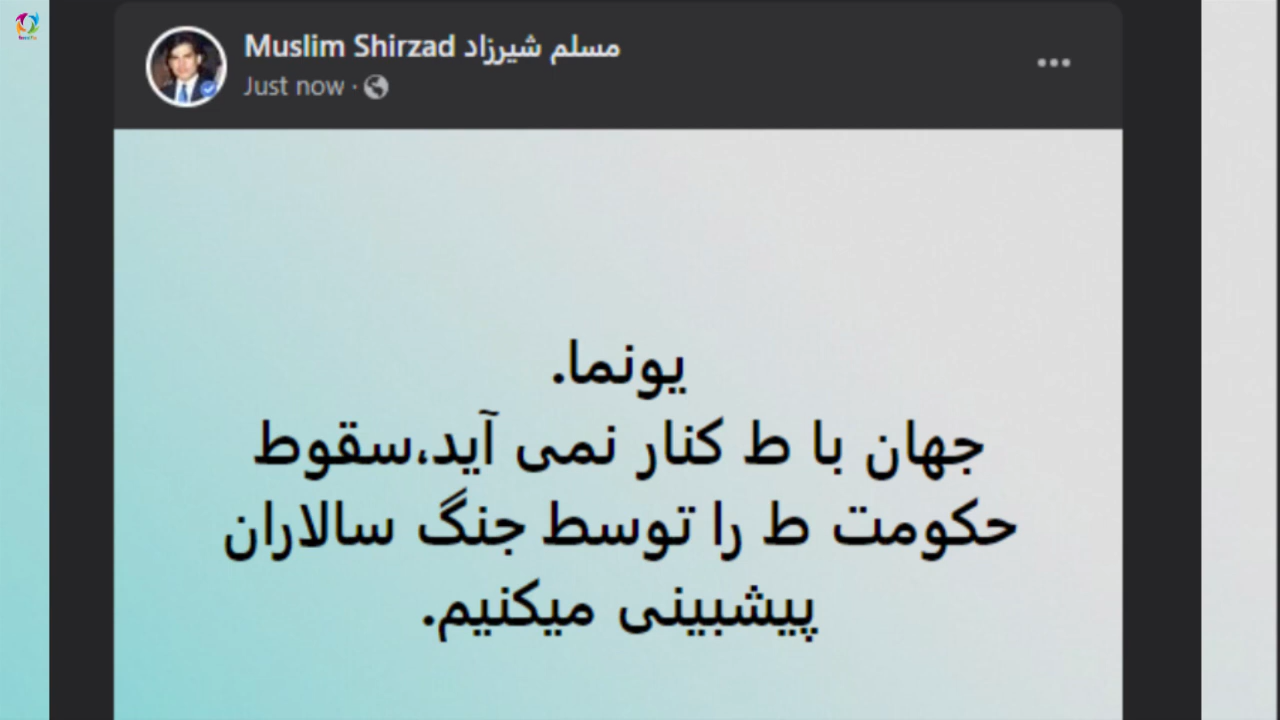 Muslim Shirzad مسلم شیرزاد
Just now ·
یونما.
جهان با ط کنار نمی آید،سقوط
حکومت ط را توسط جنگ سالاران
پیشبینی میکنیم.